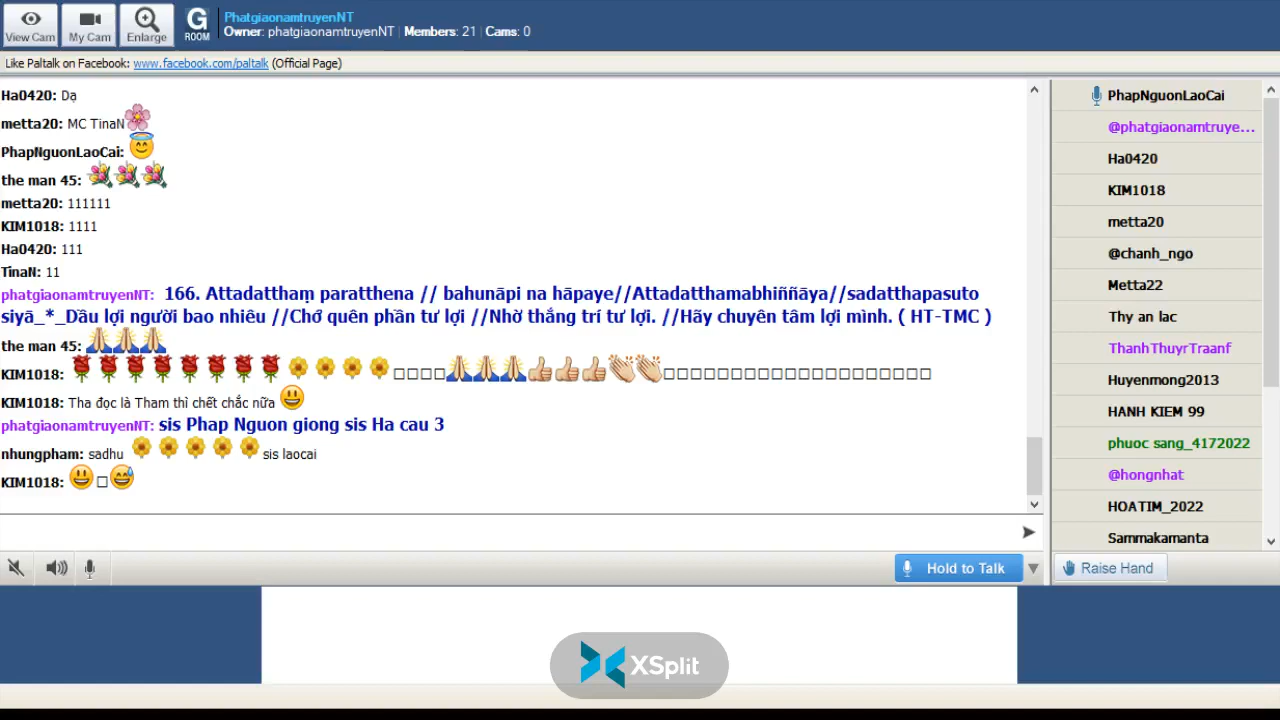 View Cam
My Cam
Enlarge
G
ROOM
PhatgiaonamtruyenNT
Owner: phatgiaonamtruyenNT | Members: 21 | Cams: 0
Like Paltalk on Facebook: www.facebook.com/paltalk (Official Page)
Ha0420: Dạ
metta20: MC TinaN
PhapNguonLaoCai:
the man 45:
metta20: 111111
KIM1018: 1111
Ha0420: 111
TinaN: 11
phatgiaonamtruyenNT: 166. Attadatthaṃ paratthena // bahunāpi na hāpaye//Attadatthamabhiññāya//sadatthapasuto
siyā_*_Dầu lợi người bao nhiêu //Chớ quên phần tư lợi //Nhờ thắng trí tư lợi. //Hãy chuyên tâm lợi mình. ( HT-TMC )
the man 45:
KIM1018:
KIM1018: Tha đọc là Tham thì chết chắc nữa
phatgiaonamtruyenNT: sis Phap Nguon giong sis Ha cau 3
nhungpham: sadhu sis laocai
KIM1018:
Hold to Talk
PhapNguonLaoCai
@phatgiaonamtruye...
Ha0420
KIM1018
metta20
@chanh_ngo
Metta22
Thy an lac
ThanhThuyrTraanf
Huyenmong2013
HANH KIEM 99
phuoc sang_4172022
@hongnhat
HOATIM_2022
Sammakamanta
Raise Hand
XSplit